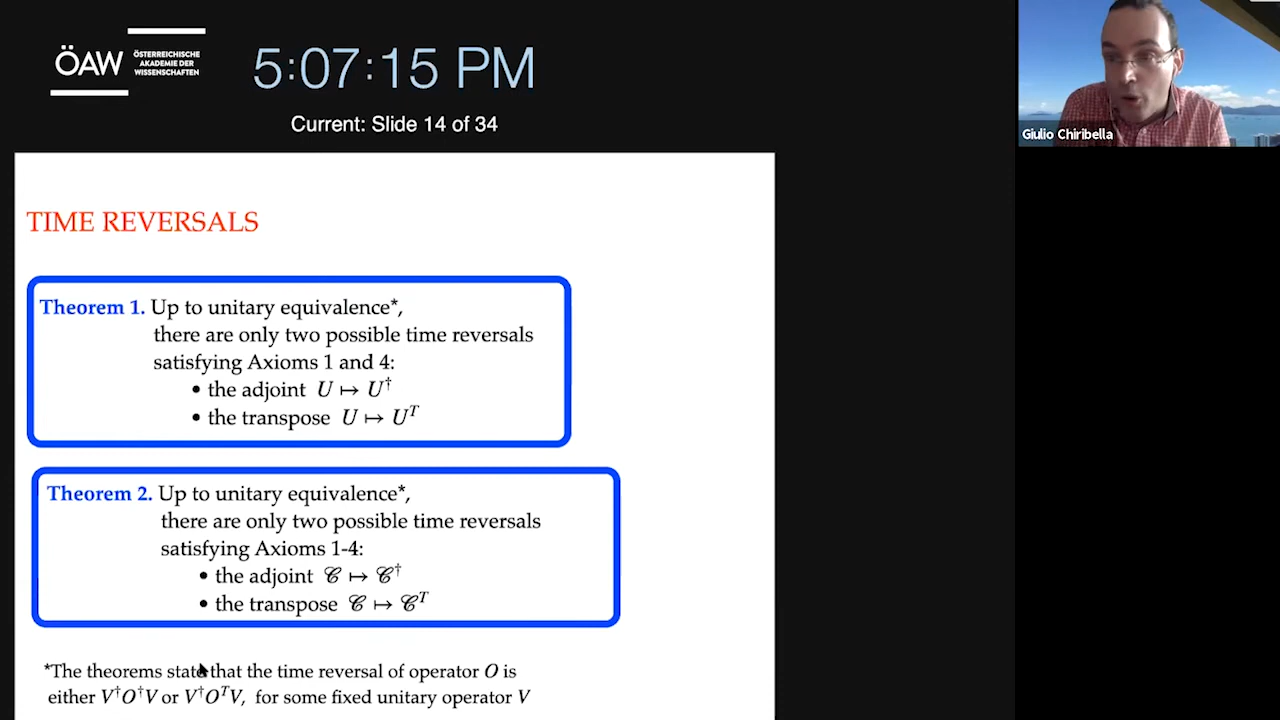 ÖAW
ÖSTERREICHISCHE
AKADEMIE DER
WISSENSCHAFTEN
5:07:15 PM
Current: Slide 14 of 34
Giulio Chiribella
TIME REVERSALS
Theorem 1. Up to unitary equivalence*,
there are only two possible time reversals
satisfying Axioms 1 and 4:
• the adjoint U ↦ U†
• the transpose U ↦ Uᵀ
Theorem 2. Up to unitary equivalence*,
there are only two possible time reversals
satisfying Axioms 1-4:
• the adjoint 𝒞 ↦ 𝒞†
• the transpose 𝒞 ↦ 𝒞ᵀ
*The theorems state that the time reversal of operator O is
either V†O†V or V†OᵀV, for some fixed unitary operator V